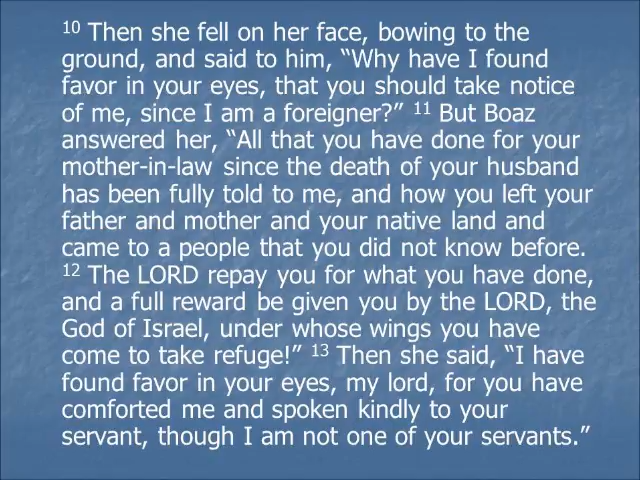 10 Then she fell on her face, bowing to the
ground, and said to him, “Why have I found
favor in your eyes, that you should take notice
of me, since I am a foreigner?” 11 But Boaz
answered her, “All that you have done for your
mother-in-law since the death of your husband
has been fully told to me, and how you left your
father and mother and your native land and
came to a people that you did not know before.
12 The LORD repay you for what you have done,
and a full reward be given you by the LORD, the
God of Israel, under whose wings you have
come to take refuge!” 13 Then she said, “I have
found favor in your eyes, my lord, for you have
comforted me and spoken kindly to your
servant, though I am not one of your servants.”